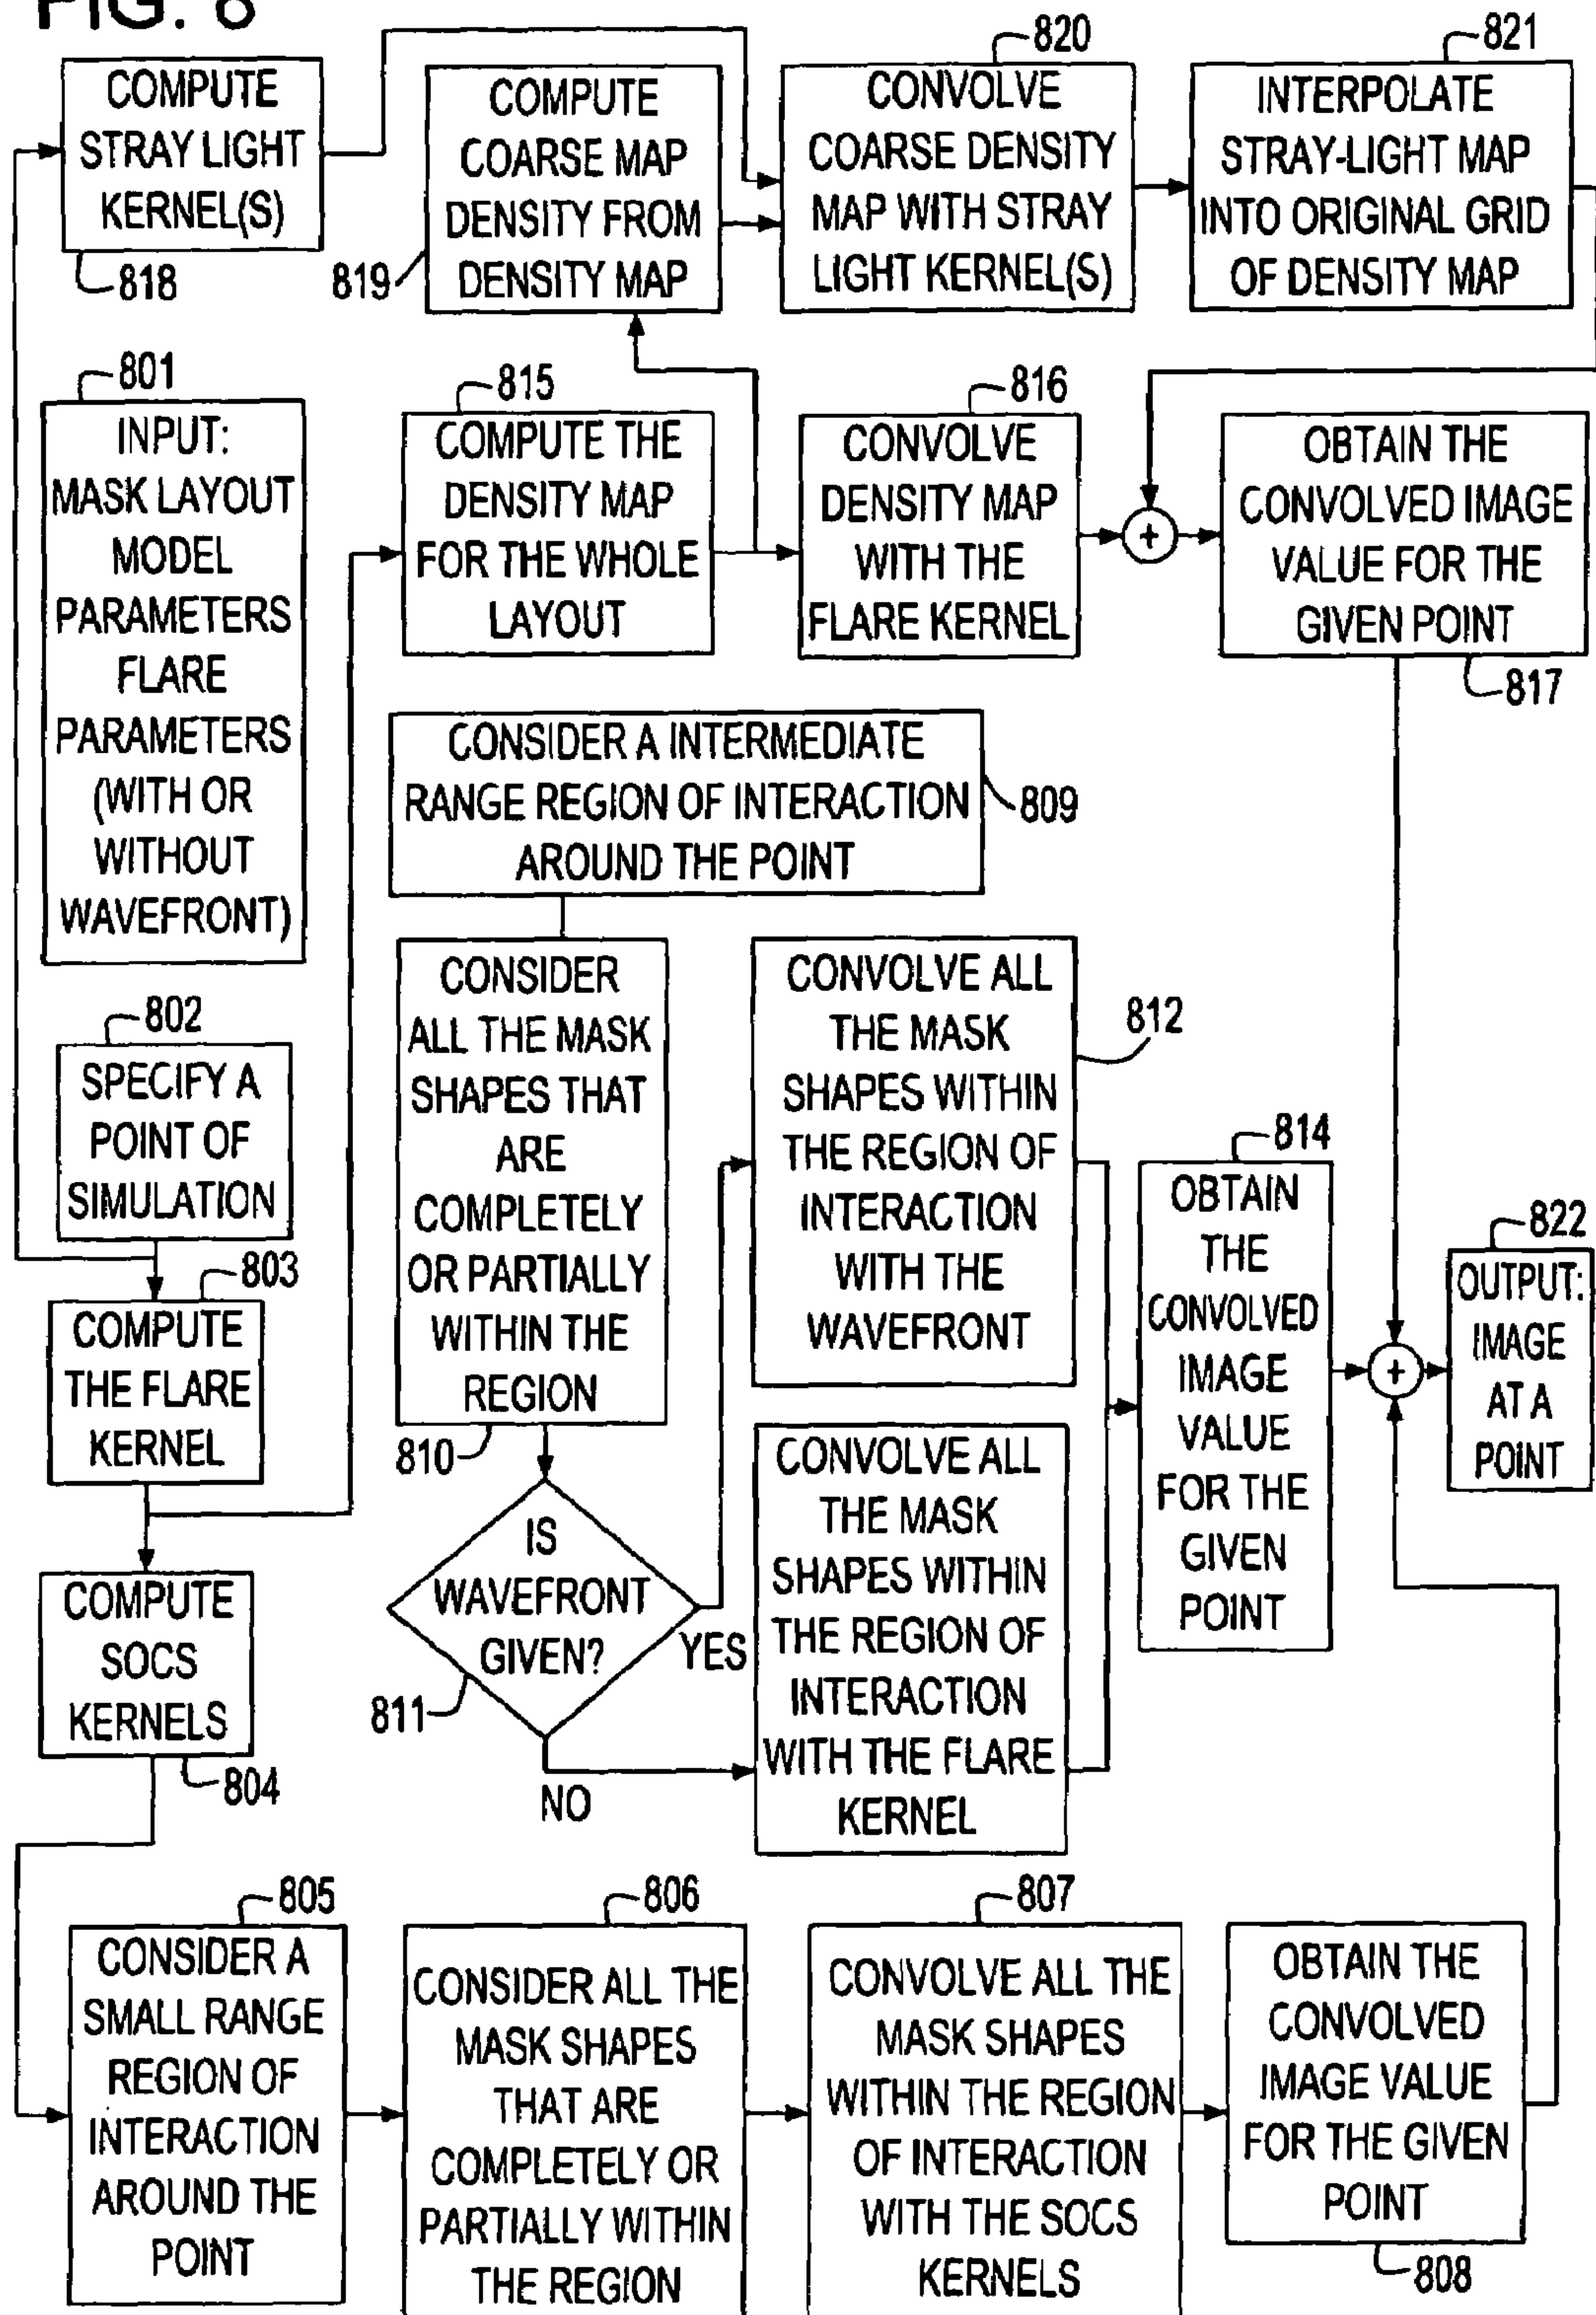 FIG. 8
COMPUTE
STRAY LIGHT
KERNEL(S)
818
COMPUTE
COARSE MAP
DENSITY FROM
DENSITY MAP
819
820
CONVOLVE
COARSE DENSITY
MAP WITH STRAY
LIGHT KERNEL(S)
821
INTERPOLATE
STRAY-LIGHT MAP
INTO ORIGINAL GRID
OF DENSITY MAP
801
INPUT:
MASK LAYOUT
MODEL
PARAMETERS
FLARE
PARAMETERS
(WITH OR
WITHOUT
WAVEFRONT)
815
COMPUTE THE
DENSITY MAP
FOR THE WHOLE
LAYOUT
816
CONVOLVE
DENSITY MAP
WITH THE
FLARE KERNEL
+
OBTAIN THE
CONVOLVED IMAGE
VALUE FOR THE
GIVEN POINT
817
CONSIDER A INTERMEDIATE
RANGE REGION OF INTERACTION
AROUND THE POINT
809
802
SPECIFY A
POINT OF
SIMULATION
803
COMPUTE
THE FLARE
KERNEL
COMPUTE
SOCS
KERNELS
804
CONSIDER
ALL THE MASK
SHAPES THAT
ARE
COMPLETELY
OR PARTIALLY
WITHIN THE
REGION
810
IS
WAVEFRONT
GIVEN?
811
YES
NO
CONVOLVE ALL
THE MASK
SHAPES WITHIN
THE REGION OF
INTERACTION
WITH THE
WAVEFRONT
812
CONVOLVE ALL
THE MASK
SHAPES WITHIN
THE REGION OF
INTERACTION
WITH THE FLARE
KERNEL
814
OBTAIN
THE
CONVOLVED
IMAGE
VALUE
FOR THE
GIVEN
POINT
+
822
OUTPUT:
IMAGE
AT A
POINT
805
CONSIDER A
SMALL RANGE
REGION OF
INTERACTION
AROUND THE
POINT
806
CONSIDER ALL THE
MASK SHAPES
THAT ARE
COMPLETELY OR
PARTIALLY WITHIN
THE REGION
807
CONVOLVE ALL THE
MASK SHAPES
WITHIN THE REGION
OF INTERACTION
WITH THE SOCS
KERNELS
OBTAIN THE
CONVOLVED
IMAGE VALUE
FOR THE GIVEN
POINT
808